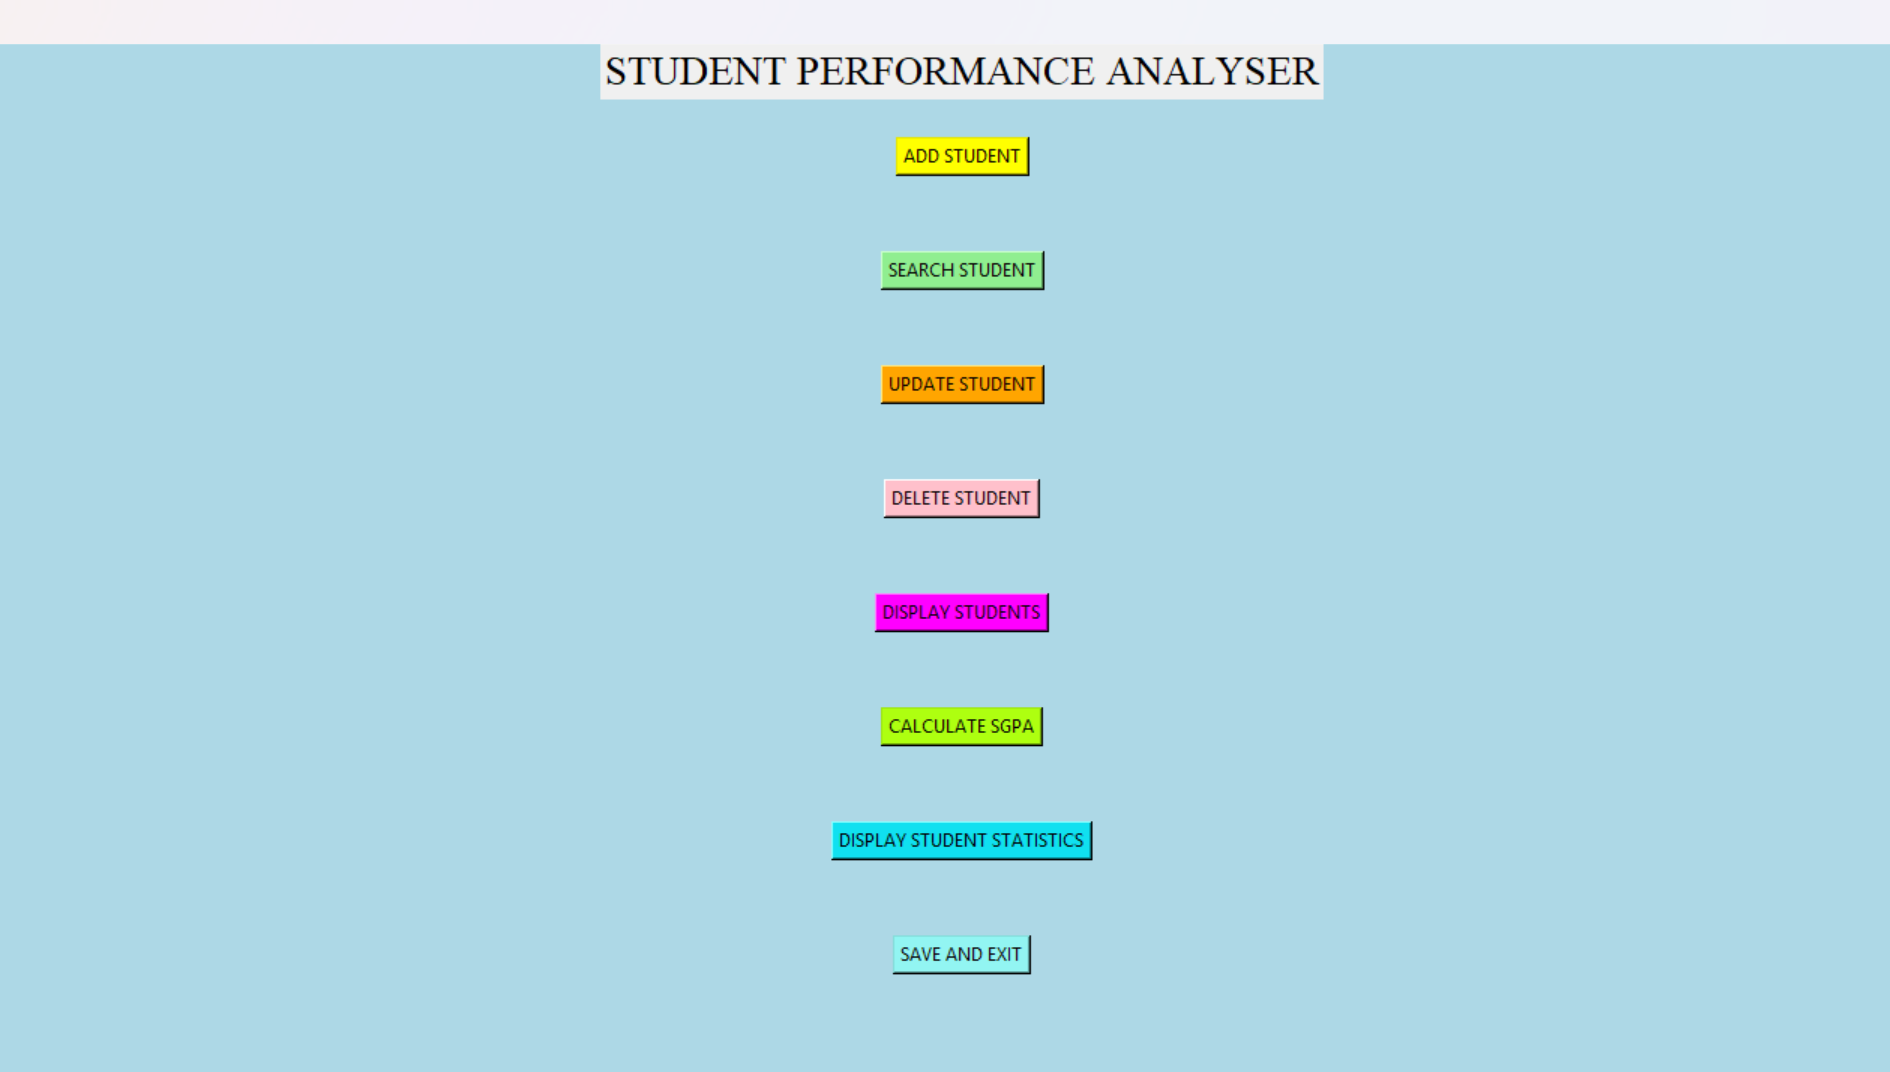 STUDENT PERFORMANCE ANALYSER
ADD STUDENT
SEARCH STUDENT
UPDATE STUDENT
DELETE STUDENT
DISPLAY STUDENTS
CALCULATE SGPA
DISPLAY STUDENT STATISTICS
SAVE AND EXIT